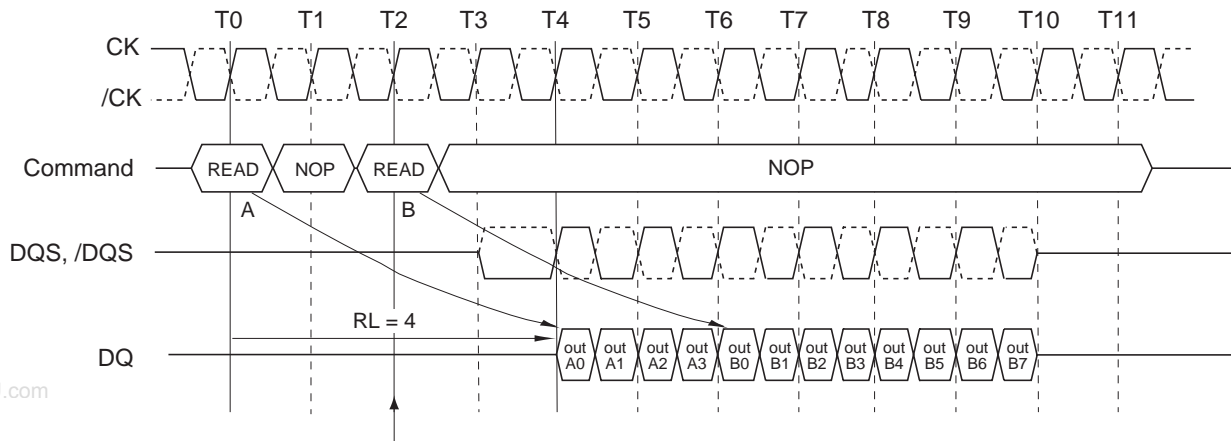 T0 T1 T2 T3 T4 T5 T6 T7 T8 T9 T10 T11
CK
/CK
Command READ NOP READ NOP
A B
DQS, /DQS
RL = 4
DQ out A0 out A1 out A2 out A3 out B0 out B1 out B2 out B3 out B4 out B5 out B6 out B7
.com